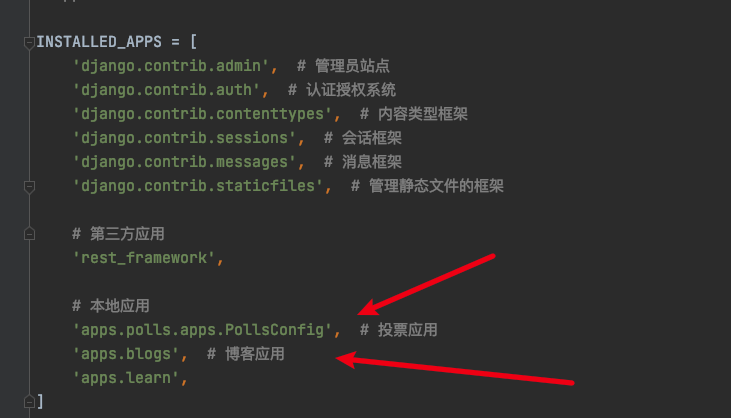 INSTALLED_APPS = [
    'django.contrib.admin',  # 管理员站点
    'django.contrib.auth',  # 认证授权系统
    'django.contrib.contenttypes',  # 内容类型框架
    'django.contrib.sessions',  # 会话框架
    'django.contrib.messages',  # 消息框架
    'django.contrib.staticfiles',  # 管理静态文件的框架
    # 第三方应用
    'rest_framework',
    # 本地应用
    'apps.polls.apps.PollsConfig',  # 投票应用
    'apps.blogs',  # 博客应用
    'apps.learn',
]